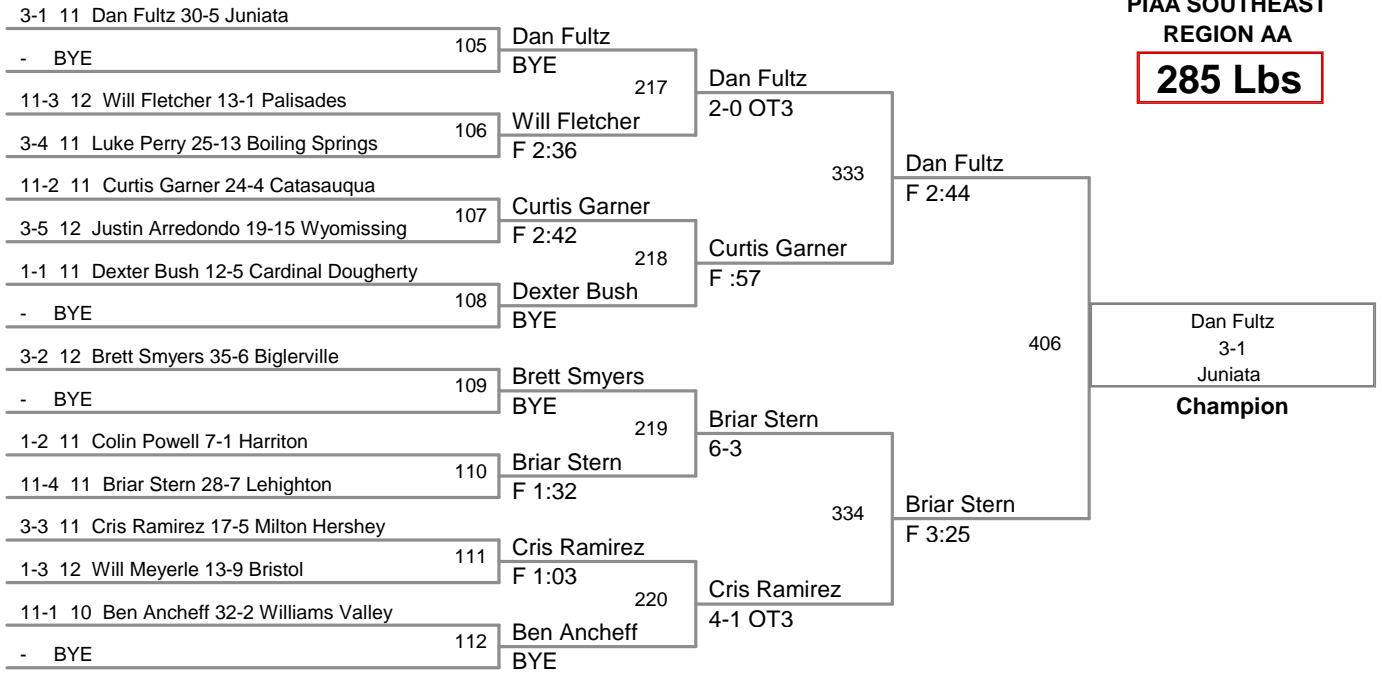 PIAA SOUTHEAST
REGION AA
285 Lbs
3-1 11 Dan Fultz 30-5 Juniata
- BYE
105
Dan Fultz
BYE
11-3 12 Will Fletcher 13-1 Palisades
3-4 11 Luke Perry 25-13 Boiling Springs
106
Will Fletcher
F 2:36
217
Dan Fultz
2-0 OT3
11-2 11 Curtis Garner 24-4 Catasauqua
3-5 12 Justin Arredondo 19-15 Wyomissing
107
Curtis Garner
F 2:42
1-1 11 Dexter Bush 12-5 Cardinal Dougherty
- BYE
108
Dexter Bush
BYE
218
Curtis Garner
F :57
333
Dan Fultz
F 2:44
3-2 12 Brett Smyers 35-6 Biglerville
- BYE
109
Brett Smyers
BYE
1-2 11 Colin Powell 7-1 Harriton
11-4 11 Briar Stern 28-7 Lehighton
110
Briar Stern
F 1:32
219
Briar Stern
6-3
3-3 11 Cris Ramirez 17-5 Milton Hershey
1-3 12 Will Meyerle 13-9 Bristol
111
Cris Ramirez
F 1:03
11-1 10 Ben Ancheff 32-2 Williams Valley
- BYE
112
Ben Ancheff
BYE
220
Cris Ramirez
4-1 OT3
334
Briar Stern
F 3:25
406
Dan Fultz
3-1
Juniata
Champion